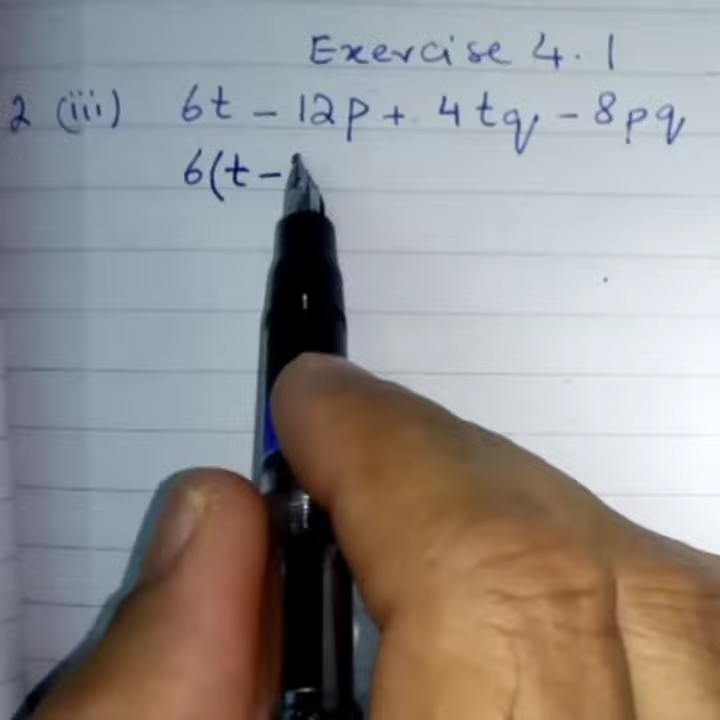 Exercise 4.1
2 (iii) 6t - 12p + 4tq - 8pq
6(t -